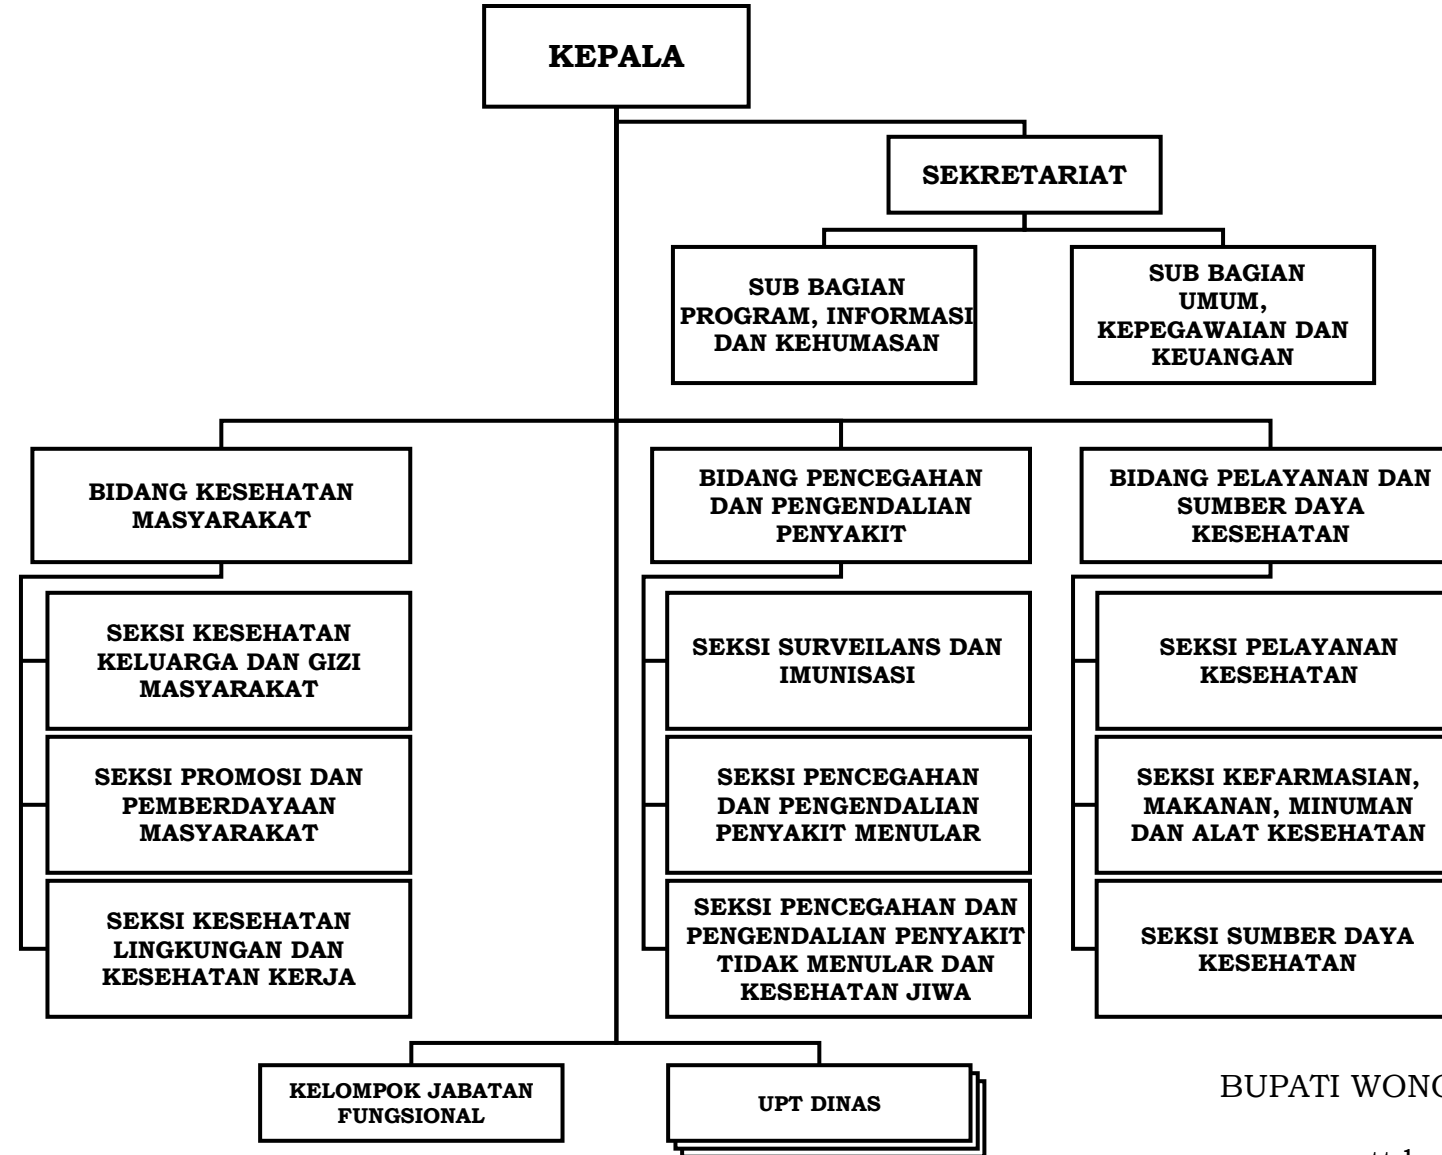 KEPALA
SEKRETARIAT
SUB BAGIAN
PROGRAM, INFORMASI
DAN KEHUMASAN
SUB BAGIAN
UMUM,
KEPEGAWAIAN DAN
KEUANGAN
BIDANG KESEHATAN
MASYARAKAT
BIDANG PENCEGAHAN
DAN PENGENDALIAN
PENYAKIT
BIDANG PELAYANAN DAN
SUMBER DAYA
KESEHATAN
SEKSI KESEHATAN
KELUARGA DAN GIZI
MASYARAKAT
SEKSI PROMOSI DAN
PEMBERDAYAAN
MASYARAKAT
SEKSI KESEHATAN
LINGKUNGAN DAN
KESEHATAN KERJA
SEKSI SURVEILANS DAN
IMUNISASI
SEKSI PENCEGAHAN
DAN PENGENDALIAN
PENYAKIT MENULAR
SEKSI PENCEGAHAN DAN
PENGENDALIAN PENYAKIT
TIDAK MENULAR DAN
KESEHATAN JIWA
SEKSI PELAYANAN
KESEHATAN
SEKSI KEFARMASIAN,
MAKANAN, MINUMAN
DAN ALAT KESEHATAN
SEKSI SUMBER DAYA
KESEHATAN
KELOMPOK JABATAN
FUNGSIONAL
UPT DINAS
BUPATI